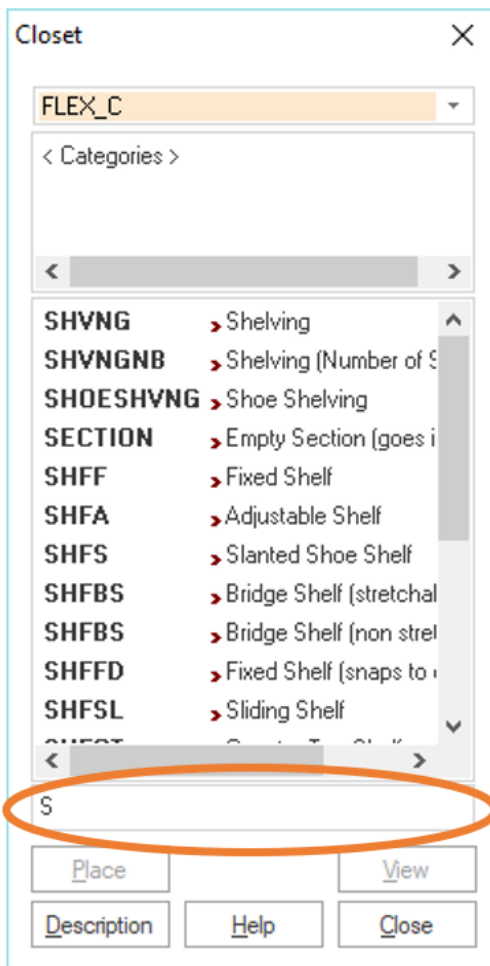 Closet
FLEX_C
< Categories >
SHVNG Shelving
SHVNGNB Shelving (Number of S
SHOESHVNG Shoe Shelving
SECTION Empty Section (goes i
SHFF Fixed Shelf
SHFA Adjustable Shelf
SHFS Slanted Shoe Shelf
SHFBS Bridge Shelf (stretchal
SHFBS Bridge Shelf (non stre
SHFFD Fixed Shelf (snaps to
SHFSL Sliding Shelf
S
Place View
Description Help Close